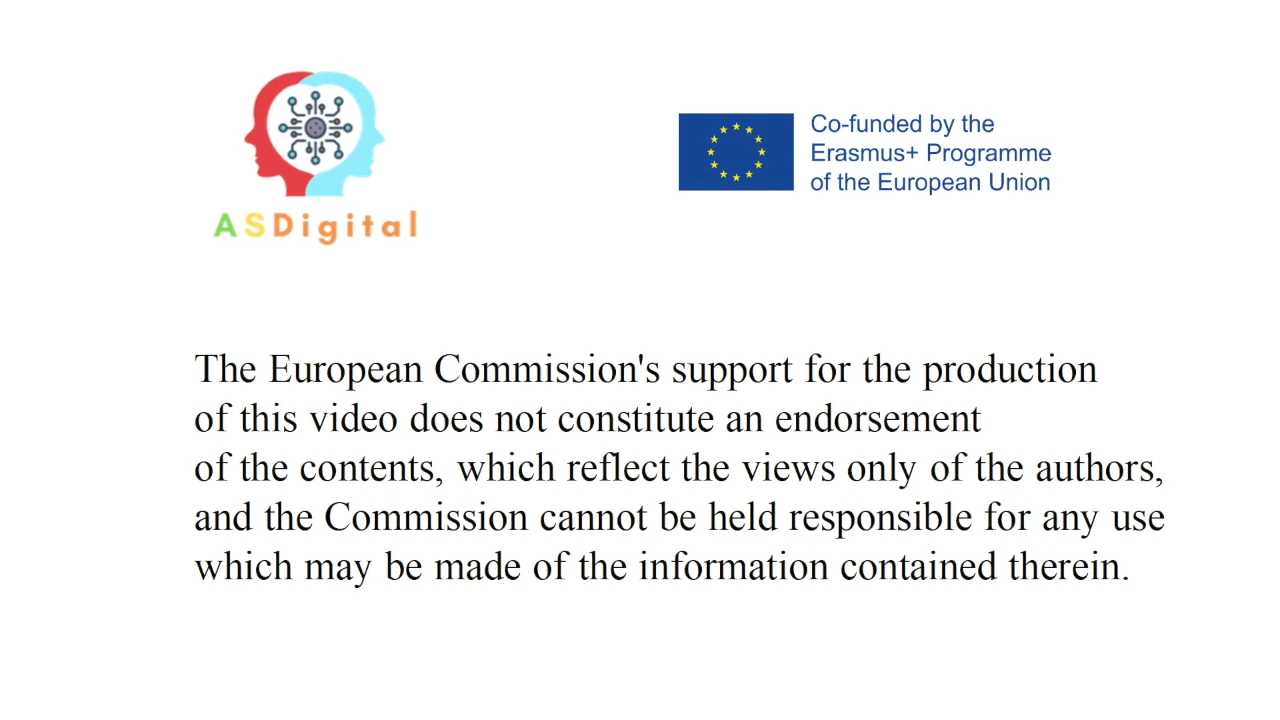 ASDigital
Co-funded by the
Erasmus+ Programme
of the European Union
The European Commission's support for the production
of this video does not constitute an endorsement
of the contents, which reflect the views only of the authors,
and the Commission cannot be held responsible for any use
which may be made of the information contained therein.